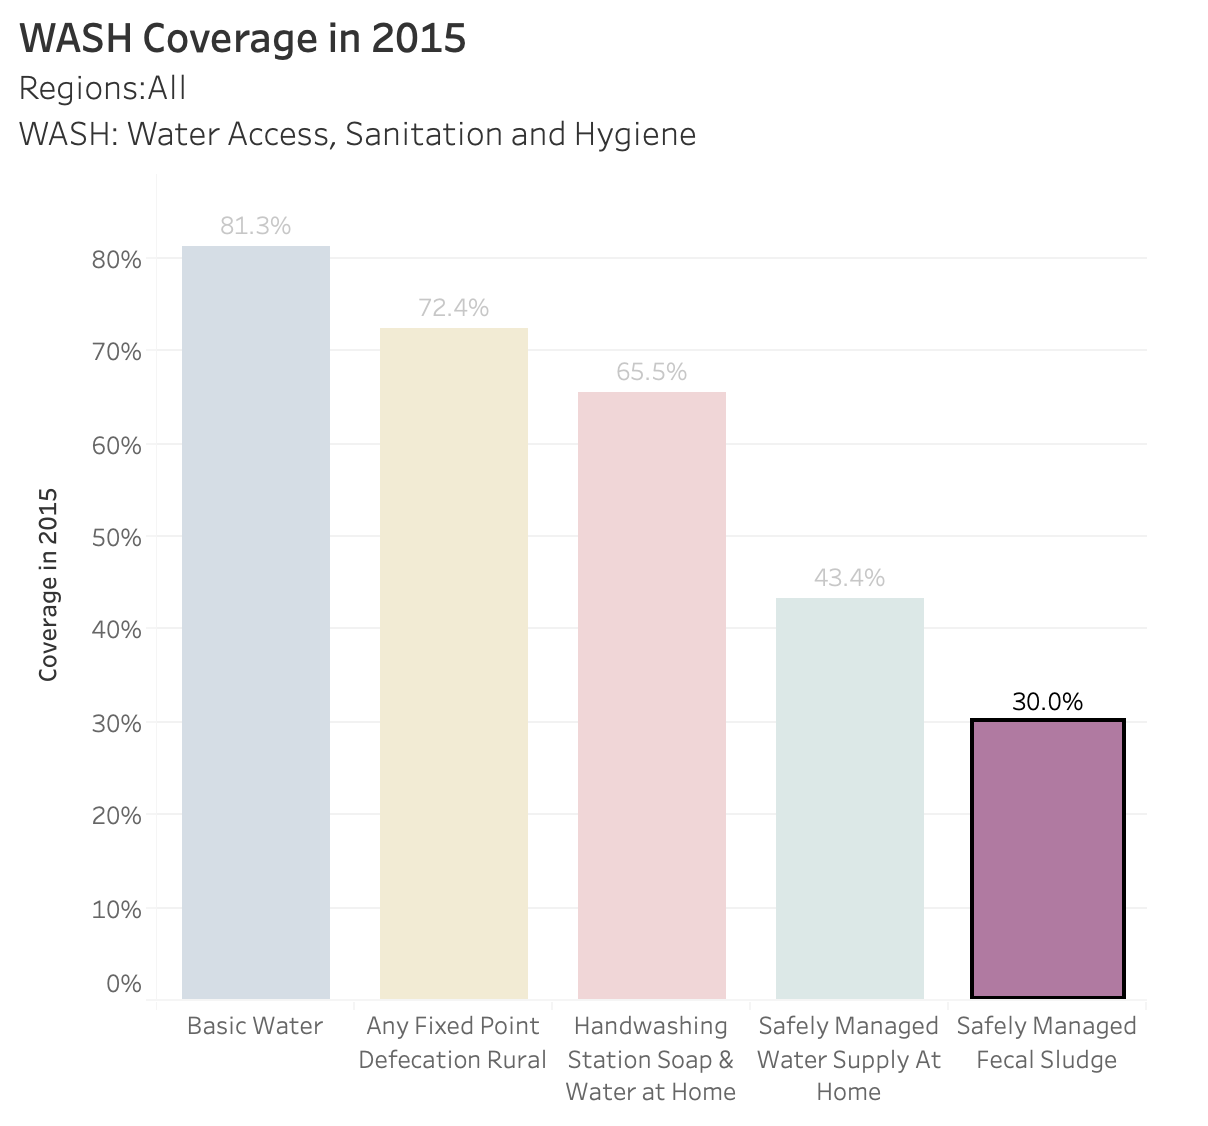 WASH Coverage in 2015
Regions:All
WASH: Water Access, Sanitation and Hygiene
Coverage in 2015
80%
70%
60%
50%
40%
30%
20%
10%
0%
81.3%
72.4%
65.5%
43.4%
30.0%
Basic Water
Any Fixed Point
Defecation Rural
Handwashing
Station Soap &
Water at Home
Safely Managed
Water Supply At
Home
Safely Managed
Fecal Sludge